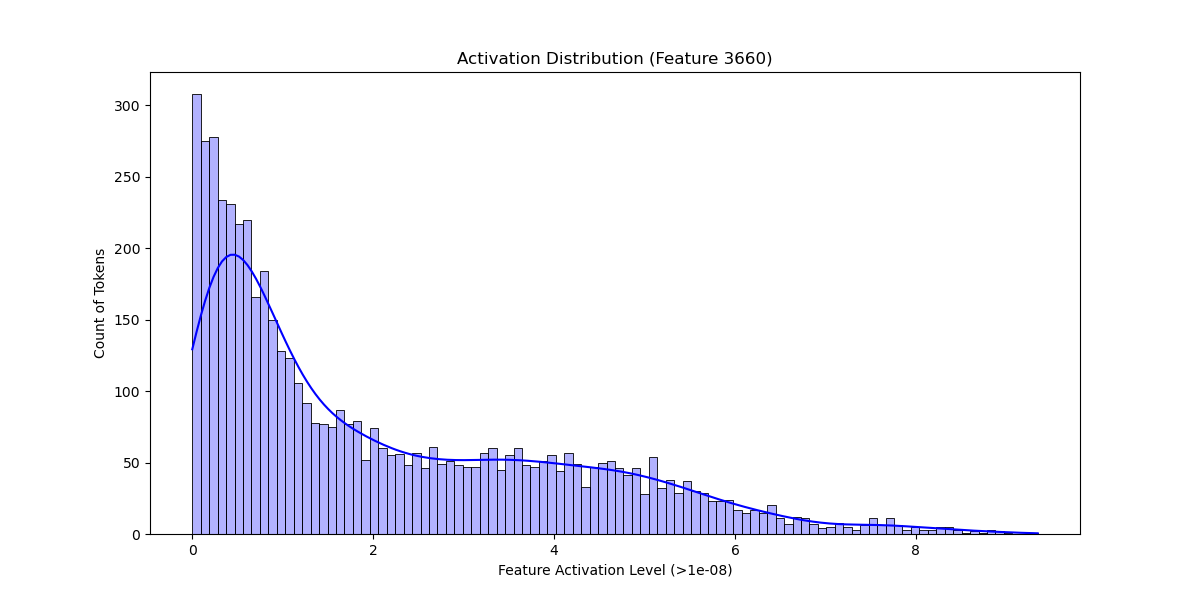 Activation Distribution (Feature 3660)
300
250
200
150
100
50
0
Count of Tokens
0 2 4 6 8
Feature Activation Level (>1e-08)